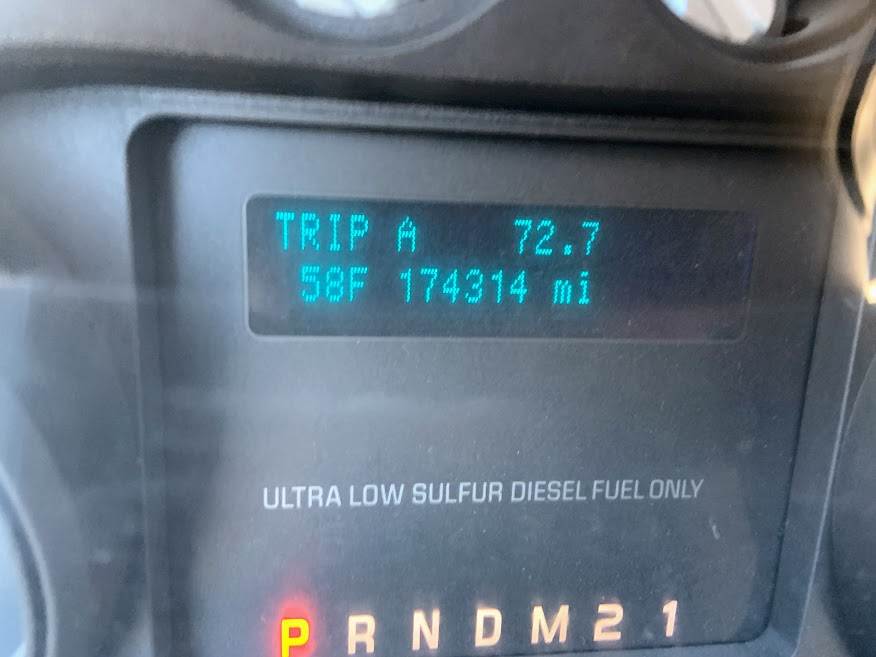 TRIP A 72.7
58F 174314 mi
ULTRA LOW SULFUR DIESEL FUEL ONLY
P R N D M 2 1